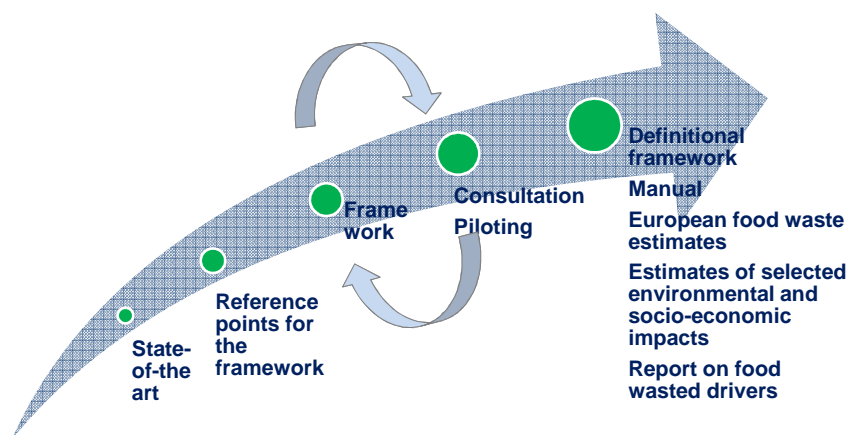 State-
of-the
art
Reference
points for
the
framework
Frame
work
Consultation
Piloting
Definitional
framework
Manual
European food waste
estimates
Estimates of selected
environmental and
socio-economic
impacts
Report on food
wasted drivers